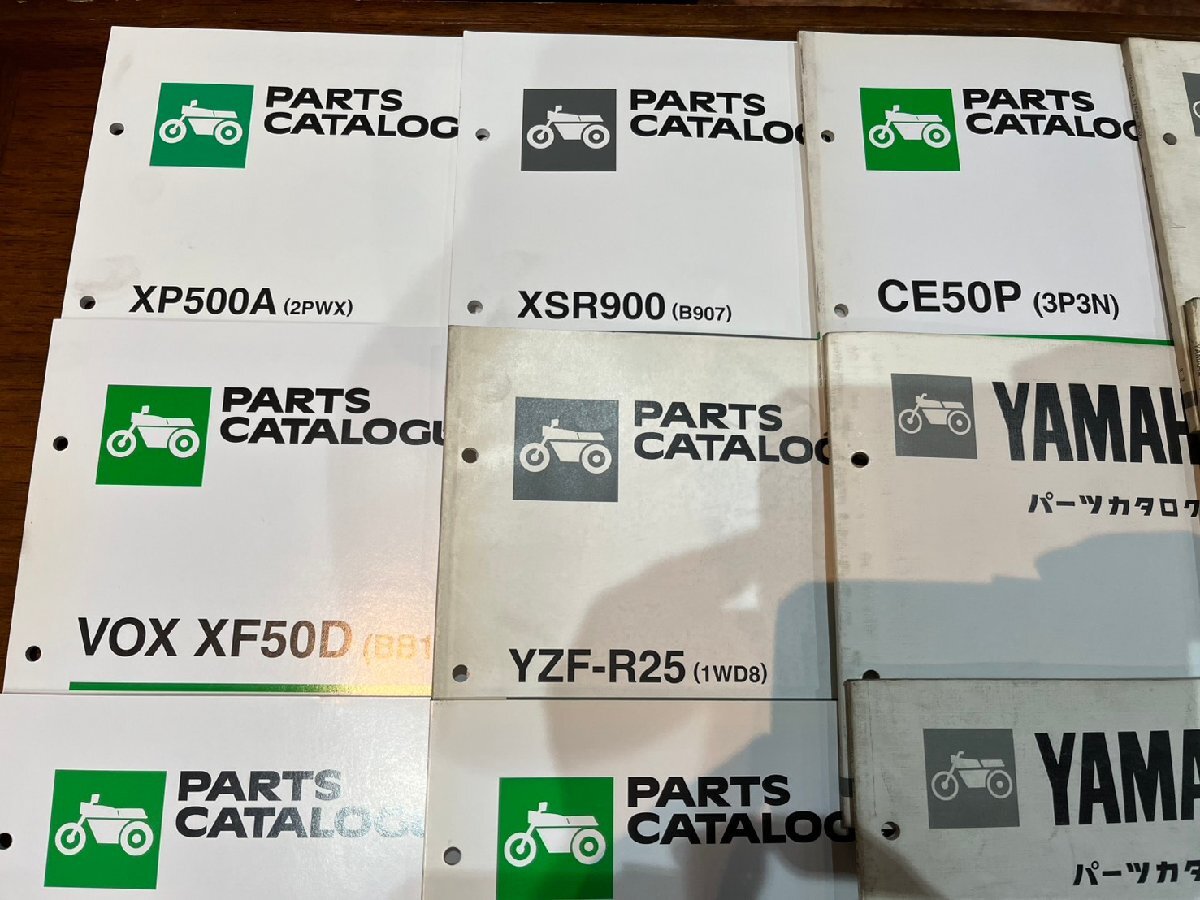 PARTS
CATALOG
XP500A (2PWX)
PARTS
CATALOG
XSR900 (B907)
PARTS
CATALOG
CE50P (3P3N)
PARTS
CATALOGU
VOX XF50D (BB1
PARTS
CATALOG
YZF-R25 (1WD8)
YAMAH
パーツカタログ
PARTS
CATALOGU
PARTS
CATALOG
YAMA
パーツカタ